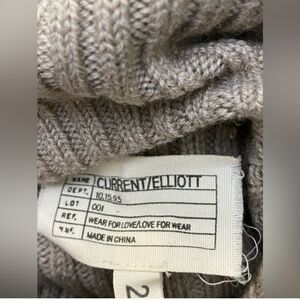 NAME CURRENT/ELLIOTT
DEPT. 10.15.95
LOT 001
REF. WEAR FOR LOVE/LOVE FOR WEAR
MADE IN CHINA
2